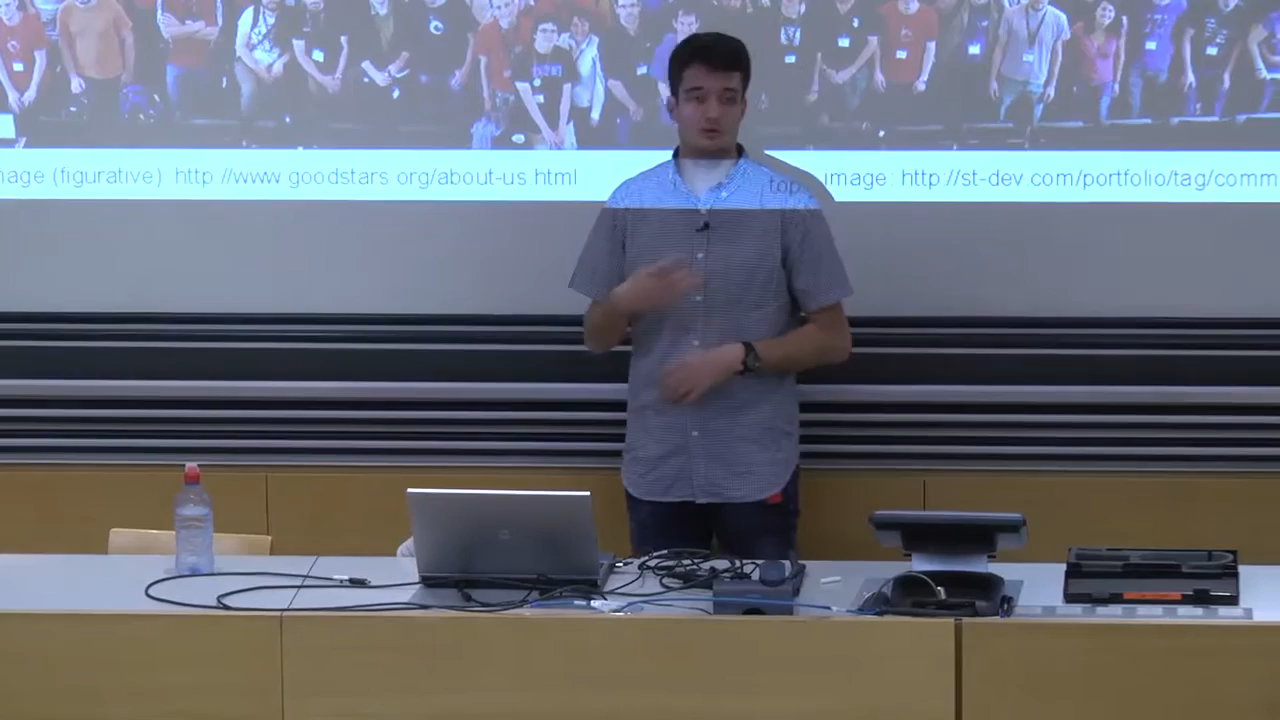 mage (figurative) http //www goodstars org/about-us html
top image: http://st-dev.com/portfolio/tag/comm